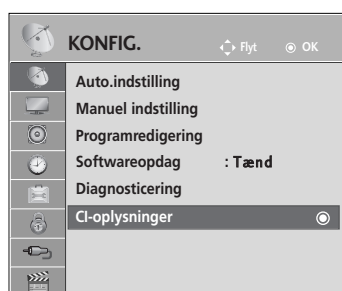 KONFIG. Flyt OK
Auto.indstilling
Manuel indstilling
Programredigering
Softwareopdag : Tænd
Diagnosticering
CI-oplysninger